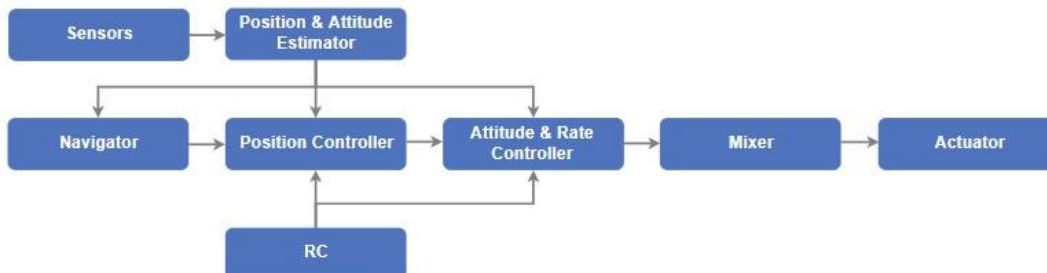 Sensors
Position & Attitude
Estimator
Navigator
Position Controller
Attitude & Rate
Controller
Mixer
Actuator
RC